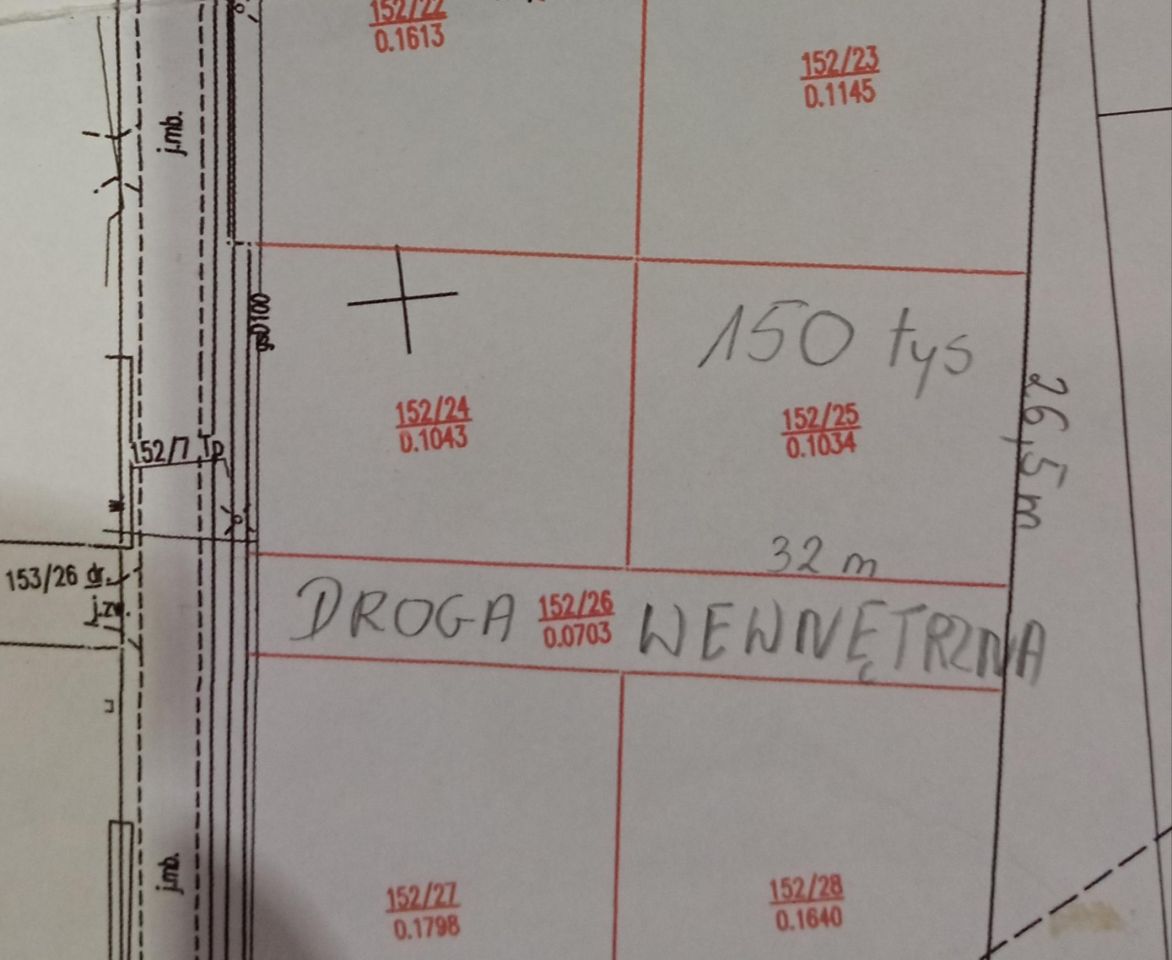 152/22
0.1613
152/23
0.1145
j.mb.
gsD100
150 tys
152/24
0.1043
152/25
0.1034
26,5 m
152/7 Tp
32 m
153/26 dr.
j.zw.
DROGA 152/26 WEWNĘTRZNA
0.0703
j.mb.
152/27
0.1798
152/28
0.1640